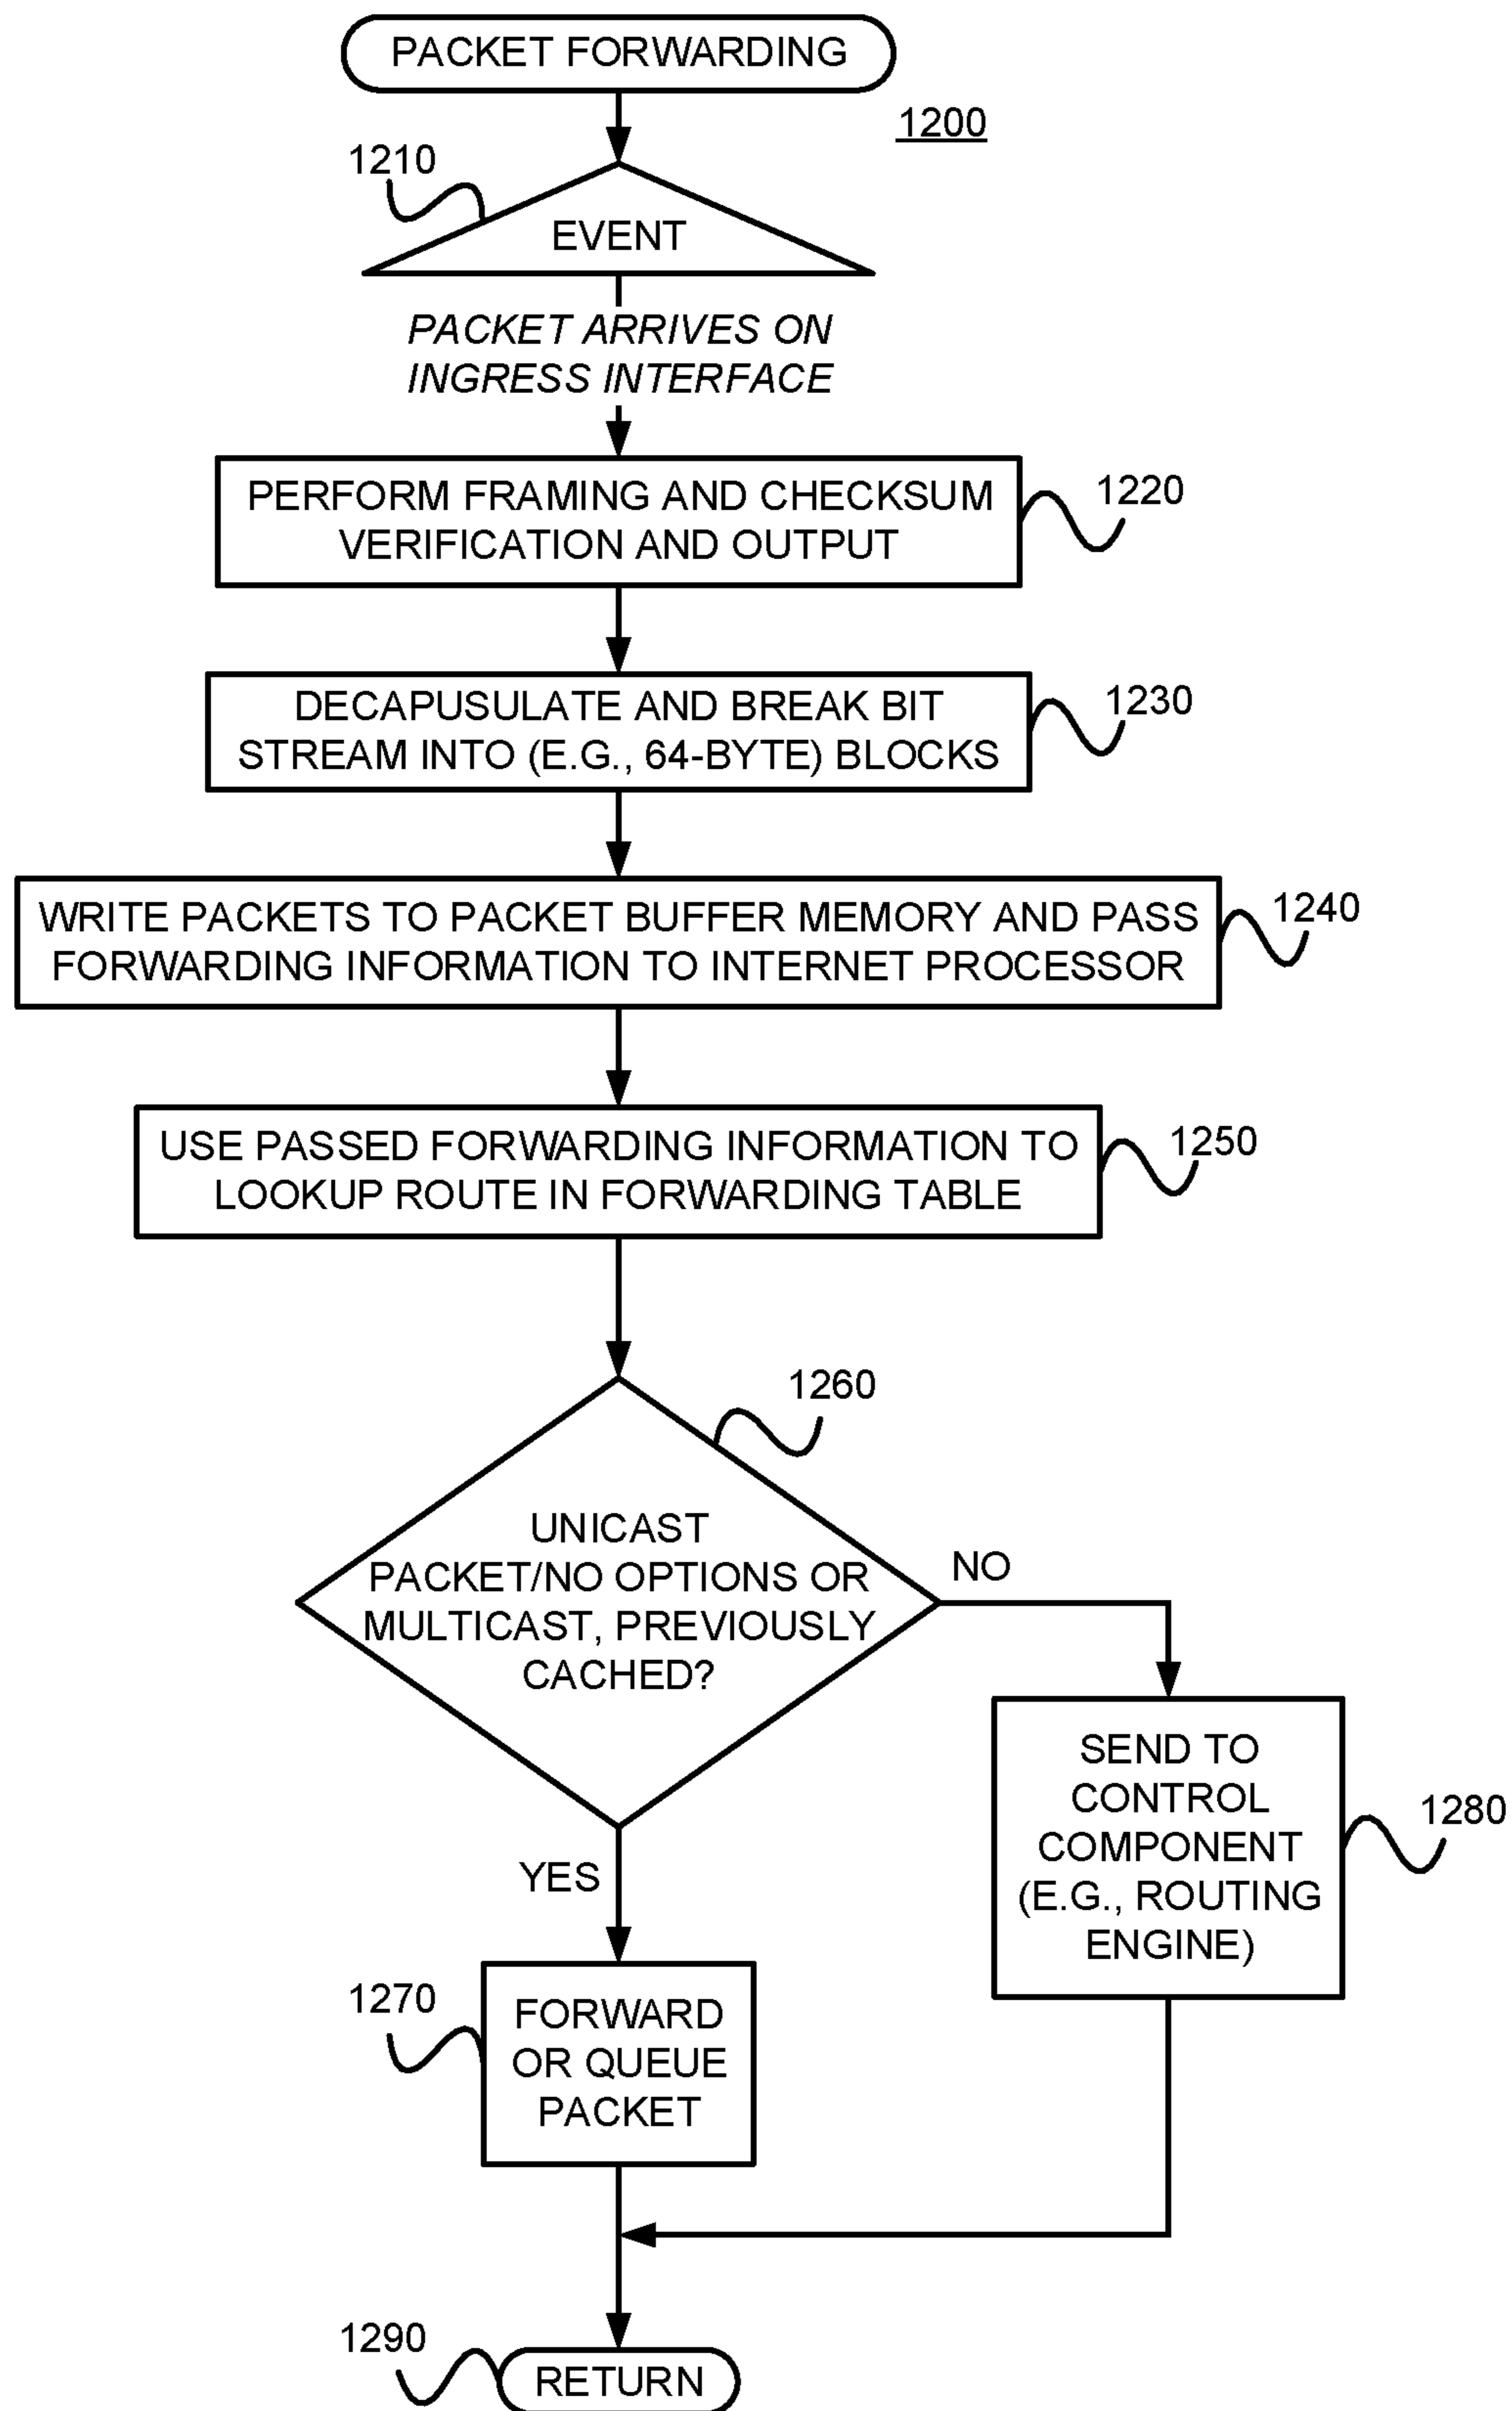 PACKET FORWARDING
1200
1210
EVENT
PACKET ARRIVES ON
INGRESS INTERFACE
PERFORM FRAMING AND CHECKSUM
VERIFICATION AND OUTPUT
1220
DECAPUSULATE AND BREAK BIT
STREAM INTO (E.G., 64-BYTE) BLOCKS
1230
WRITE PACKETS TO PACKET BUFFER MEMORY AND PASS
FORWARDING INFORMATION TO INTERNET PROCESSOR
1240
USE PASSED FORWARDING INFORMATION TO
LOOKUP ROUTE IN FORWARDING TABLE
1250
1260
UNICAST
PACKET/NO OPTIONS OR
MULTICAST, PREVIOUSLY
CACHED?
NO
YES
SEND TO
CONTROL
COMPONENT
(E.G., ROUTING
ENGINE)
1280
1270
FORWARD
OR QUEUE
PACKET
1290
RETURN